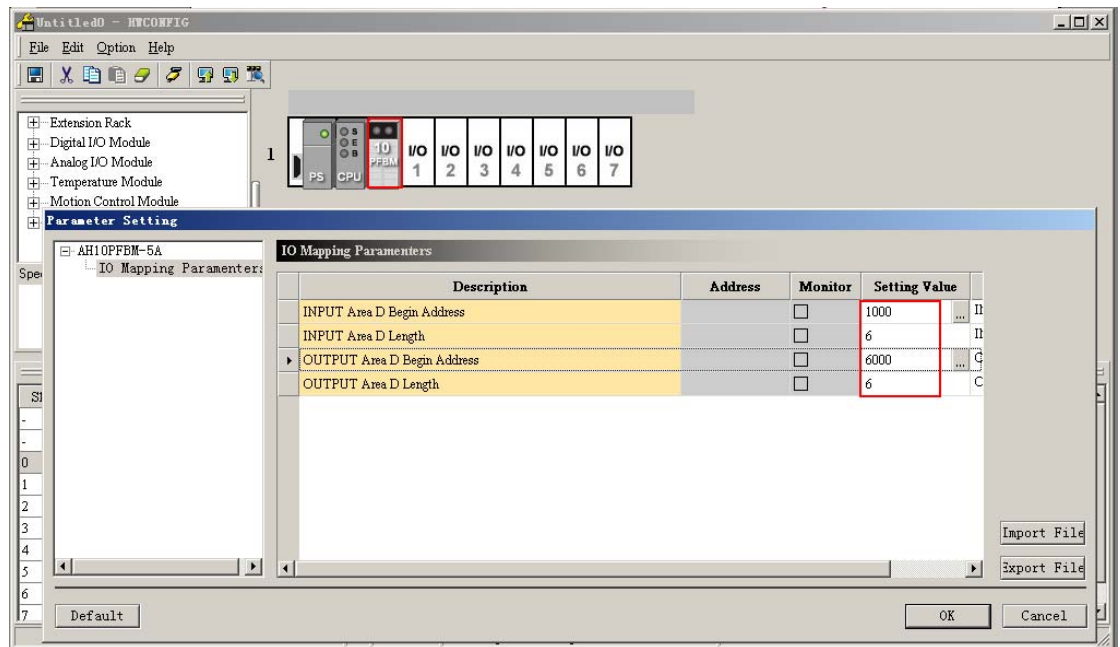 Untitled0 - HWCONFIG
File Edit Option Help
Extension Rack
Digital I/O Module
Analog I/O Module
Temperature Module
Motion Control Module
1
PS CPU 10 PFBM I/O 1 I/O 2 I/O 3 I/O 4 I/O 5 I/O 6 I/O 7
S
E
B
Parameter Setting
AH10PFBM-5A
IO Mapping Paramenters
IO Mapping Paramenters
Description Address Monitor Setting Value
INPUT Area D Begin Address 1000 ...
INPUT Area D Length 6
OUTPUT Area D Begin Address 6000 ...
OUTPUT Area D Length 6
Spe
Sl
-
-
0
1
2
3
4
5
6
7
Import File
Export File
Default OK Cancel